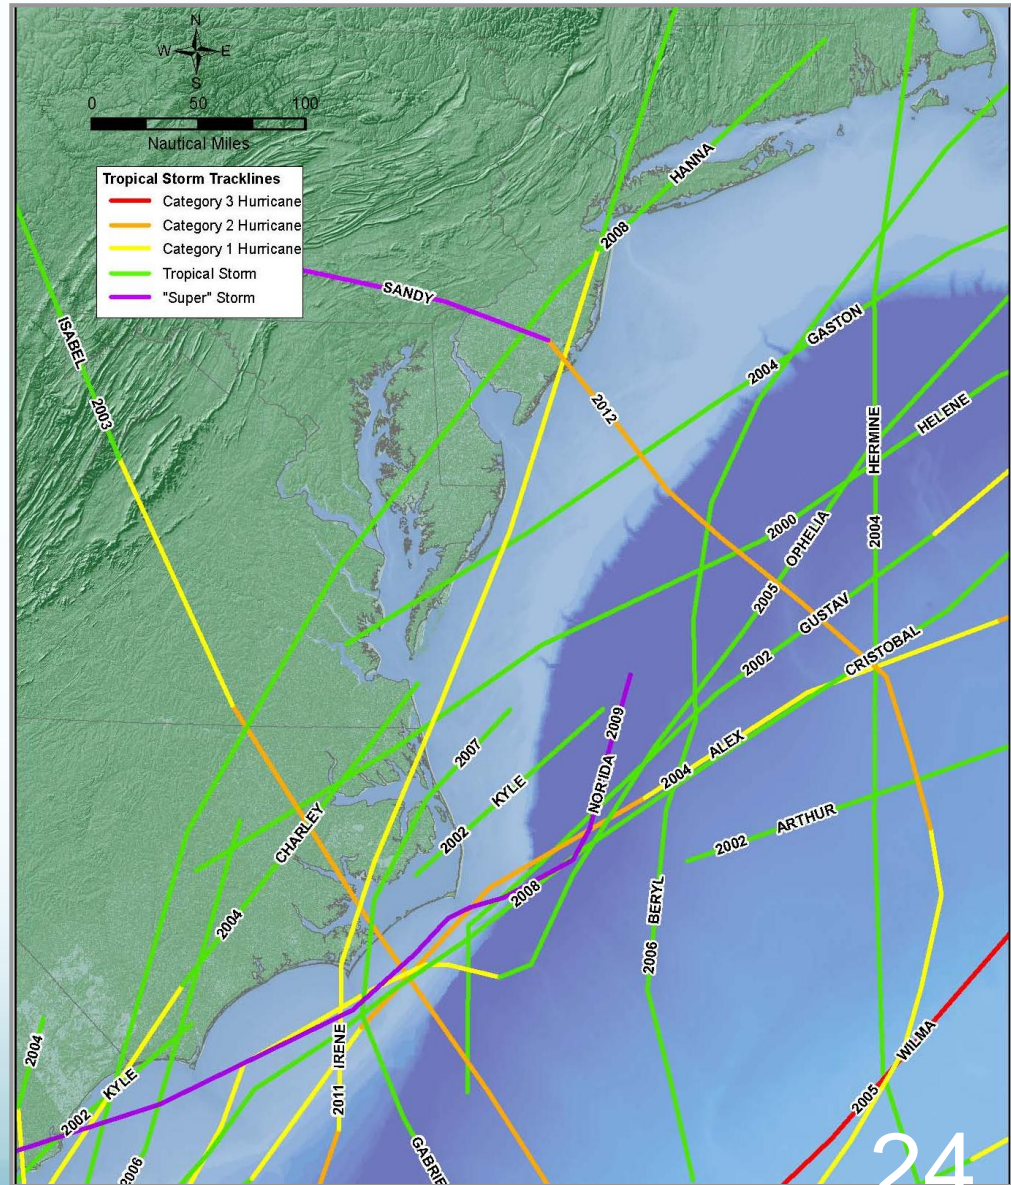 N
W E
S
0 50 100
Nautical Miles
Tropical Storm Tracklines
Category 3 Hurricane
Category 2 Hurricane
Category 1 Hurricane
Tropical Storm
"Super" Storm
HANNA
2008
SANDY
ISABEL
2003
2012
GASTON
2004
HERMINE
2004
HELENE
2000
OPHELIA
2005
GUSTAV
2002
CRISTOBAL
ALEX
2004
NOR'IDA 2009
2007
KYLE
2002
ARTHUR
2002
CHARLEY
2004
2008
BERYL
2006
2004
KYLE
2002
2006
IRENE
2011
GABRIE
WILMA
2005
24